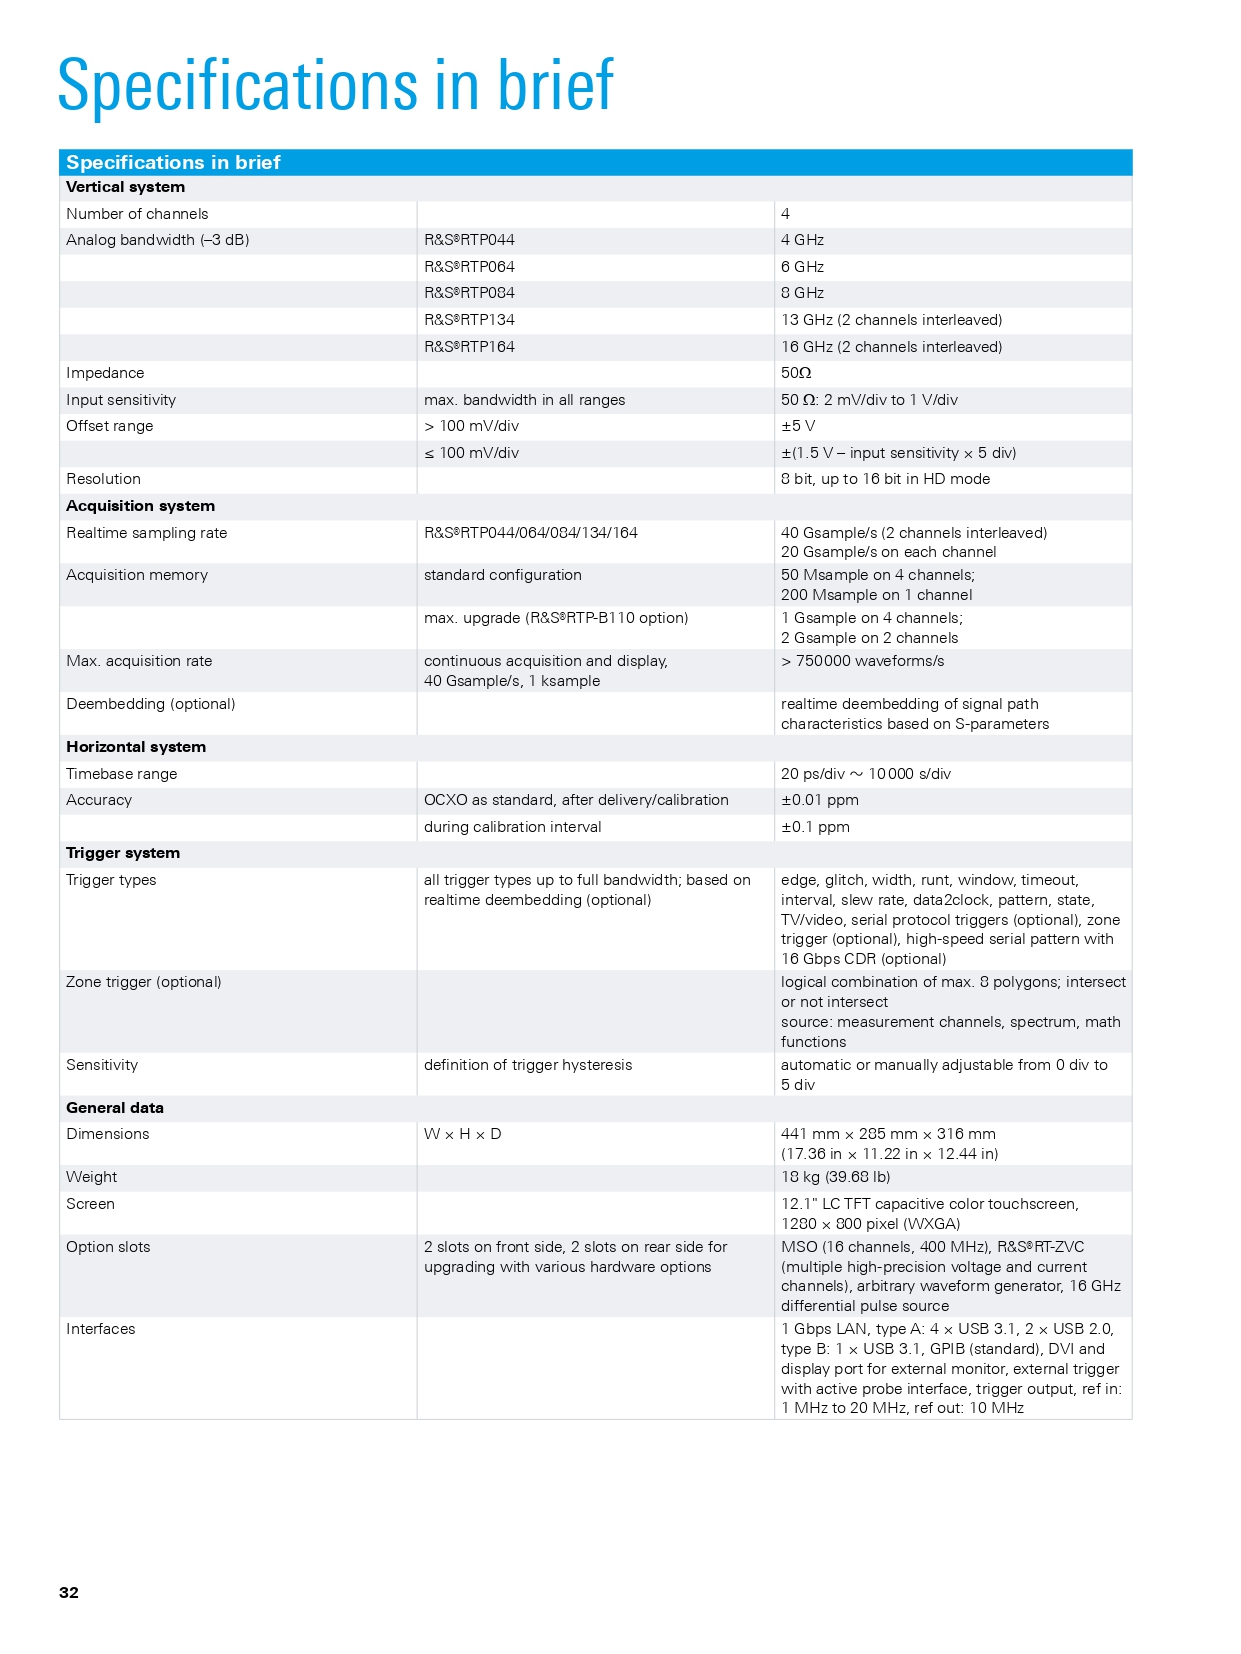 Specifications in brief
Specifications in brief
Vertical system
Number of channels 4
Analog bandwidth (–3 dB) R&S®RTP044 4 GHz
R&S®RTP064 6 GHz
R&S®RTP084 8 GHz
R&S®RTP134 13 GHz (2 channels interleaved)
R&S®RTP164 16 GHz (2 channels interleaved)
Impedance 50Ω
Input sensitivity max. bandwidth in all ranges 50 Ω: 2 mV/div to 1 V/div
Offset range > 100 mV/div ±5 V
≤ 100 mV/div ±(1.5 V – input sensitivity × 5 div)
Resolution 8 bit, up to 16 bit in HD mode
Acquisition system
Realtime sampling rate R&S®RTP044/064/084/134/164 40 Gsample/s (2 channels interleaved)
20 Gsample/s on each channel
Acquisition memory standard configuration 50 Msample on 4 channels;
200 Msample on 1 channel
max. upgrade (R&S®RTP-B110 option) 1 Gsample on 4 channels;
2 Gsample on 2 channels
Max. acquisition rate continuous acquisition and display, > 750000 waveforms/s
40 Gsample/s, 1 ksample
Deembedding (optional) realtime deembedding of signal path
characteristics based on S-parameters
Horizontal system
Timebase range 20 ps/div ~ 10000 s/div
Accuracy OCXO as standard, after delivery/calibration ±0.01 ppm
during calibration interval ±0.1 ppm
Trigger system
Trigger types all trigger types up to full bandwidth; based on edge, glitch, width, runt, window, timeout,
realtime deembedding (optional) interval, slew rate, data2clock, pattern, state,
TV/video, serial protocol triggers (optional), zone
trigger (optional), high-speed serial pattern with
16 Gbps CDR (optional)
Zone trigger (optional) logical combination of max. 8 polygons; intersect
or not intersect
source: measurement channels, spectrum, math
functions
Sensitivity definition of trigger hysteresis automatic or manually adjustable from 0 div to
5 div
General data
Dimensions W × H × D 441 mm × 285 mm × 316 mm
(17.36 in × 11.22 in × 12.44 in)
Weight 18 kg (39.68 lb)
Screen 12.1" LC TFT capacitive color touchscreen,
1280 × 800 pixel (WXGA)
Option slots 2 slots on front side, 2 slots on rear side for MSO (16 channels, 400 MHz), R&S®RT-ZVC
upgrading with various hardware options (multiple high-precision voltage and current
channels), arbitrary waveform generator, 16 GHz
differential pulse source
Interfaces 1 Gbps LAN, type A: 4 × USB 3.1, 2 × USB 2.0,
type B: 1 × USB 3.1, GPIB (standard), DVI and
display port for external monitor, external trigger
with active probe interface, trigger output, ref in:
1 MHz to 20 MHz, ref out: 10 MHz
32